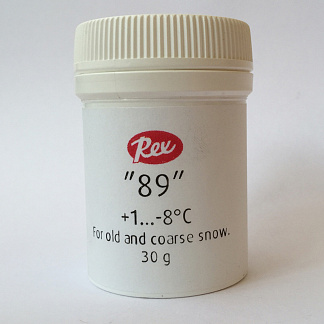 Rex
"89"
+1...-8°C
For old and coarse snow.
30 g